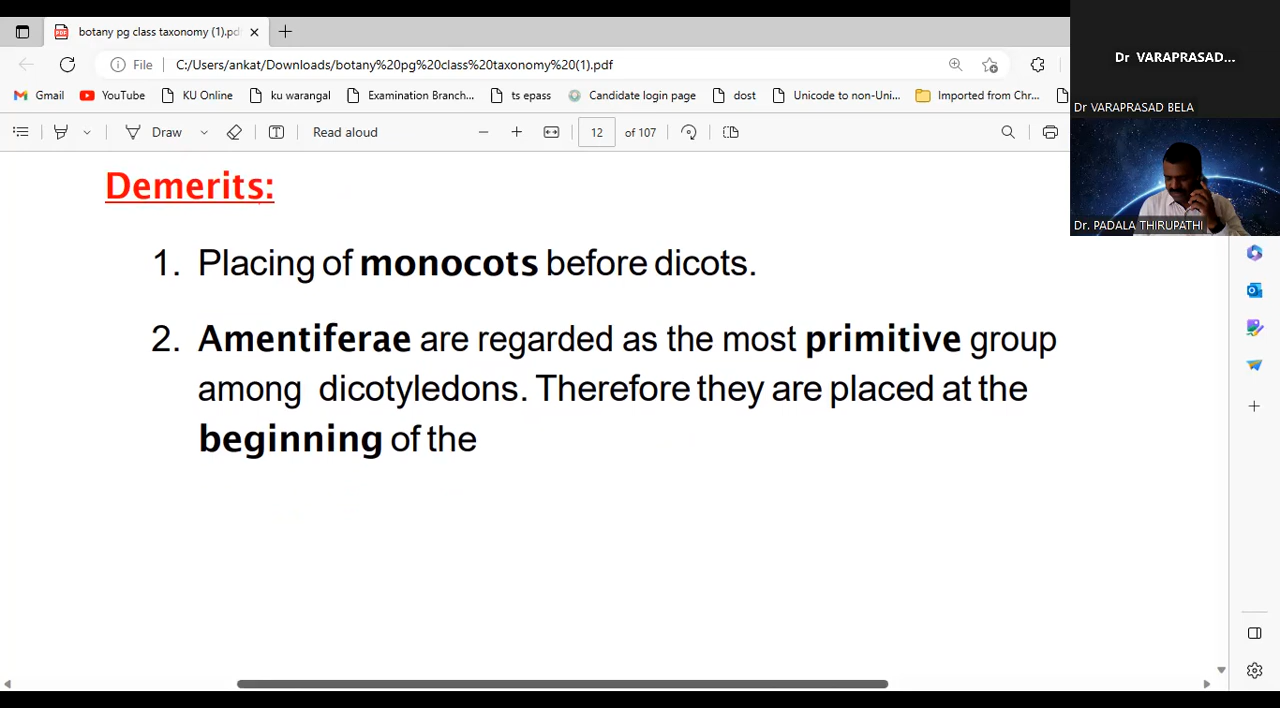 botany pg class taxonomy (1).pd
Dr VARAPRASAD...
File C:/Users/ankat/Downloads/botany%20pg%20class%20taxonomy%20(1).pdf
Gmail YouTube KU Online ku warangal Examination Branch... ts epass Candidate login page dost Unicode to non-Uni... Imported from Chr...
Dr VARAPRASAD BELA
Draw Read aloud 12 of 107
Demerits:
Dr. PADALA THIRUPATHI
1. Placing of monocots before dicots.
2. Amentiferae are regarded as the most primitive group
among dicotyledons. Therefore they are placed at the
beginning of the